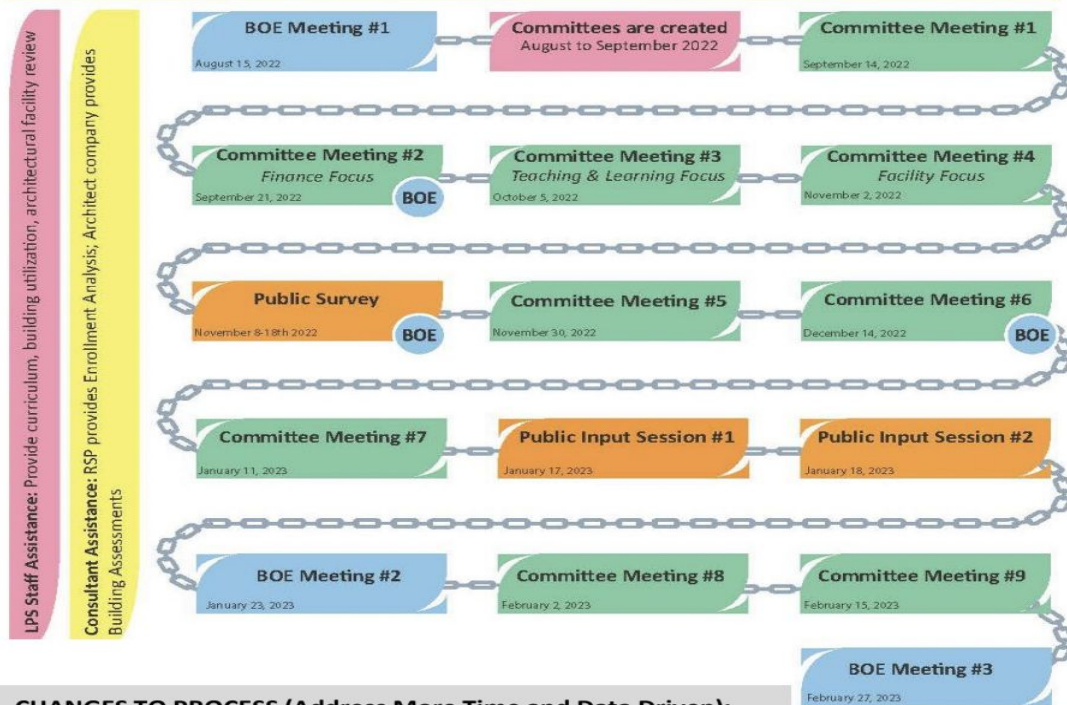 LPS Staff Assistance: Provide curriculum, building utilization, architectural facility review
Consultant Assistance: RSP provides Enrollment Analysis; Architect company provides
Building Assessments
BOE Meeting #1
August 15, 2022
Committees are created
August to September 2022
Committee Meeting #1
September 14, 2022
Committee Meeting #2
Finance Focus
September 21, 2022
BOE
Committee Meeting #3
Teaching & Learning Focus
October 5, 2022
Committee Meeting #4
Facility Focus
November 2, 2022
Public Survey
November 8-18th 2022
BOE
Committee Meeting #5
November 30, 2022
Committee Meeting #6
December 14, 2022
BOE
Committee Meeting #7
January 11, 2023
Public Input Session #1
January 17, 2023
Public Input Session #2
January 18, 2023
BOE Meeting #2
January 23, 2023
Committee Meeting #8
February 2, 2023
Committee Meeting #9
February 15, 2023
BOE Meeting #3
February 27, 2023
CHANGES TO PROCESS (Address More Time and Data Driven):